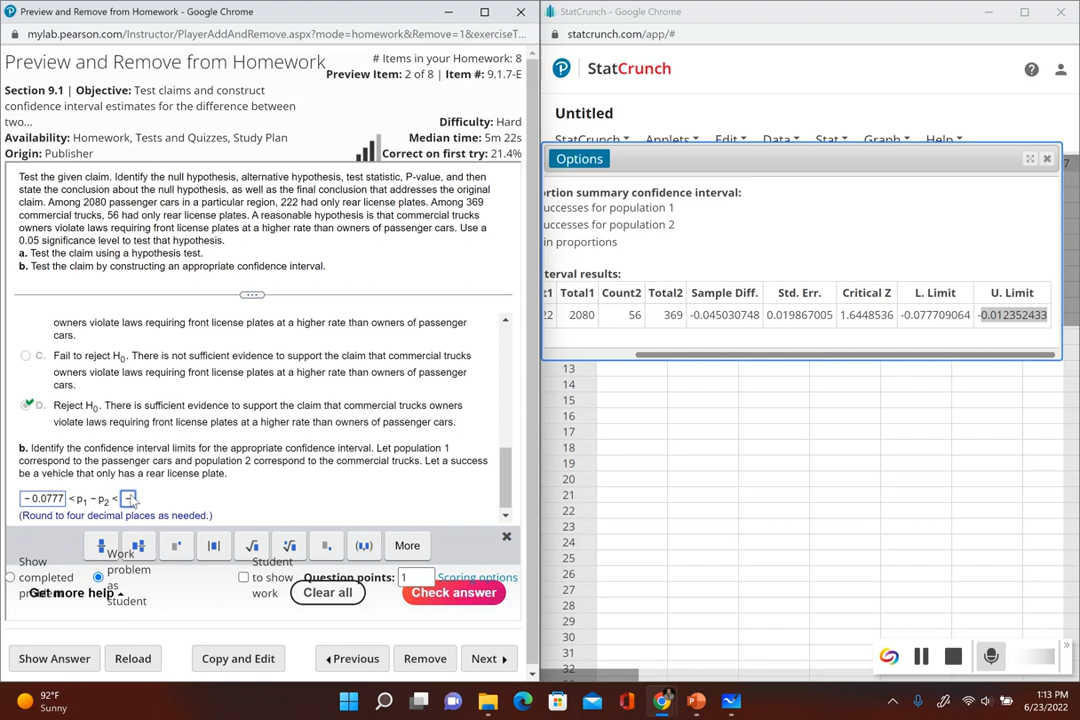 Preview and Remove from Homework - Google Chrome
mylab.pearson.com/Instructor/PlayerAddAndRemove.aspx?mode=homework&Remove=1&exerciseT...
Preview and Remove from Homework
# Items in your Homework: 8
Preview Item: 2 of 8 | Item #: 9.1.7-E
Section 9.1 | Objective: Test claims and construct
confidence interval estimates for the difference between
two...
Difficulty: Hard
Availability: Homework, Tests and Quizzes, Study Plan
Median time: 5m 22s
Origin: Publisher
Correct on first try: 21.4%
Test the given claim. Identify the null hypothesis, alternative hypothesis, test statistic, P-value, and then
state the conclusion about the null hypothesis, as well as the final conclusion that addresses the original
claim. Among 2080 passenger cars in a particular region, 222 had only rear license plates. Among 369
commercial trucks, 56 had only rear license plates. A reasonable hypothesis is that commercial trucks
owners violate laws requiring front license plates at a higher rate than owners of passenger cars. Use a
0.05 significance level to test that hypothesis.
a. Test the claim using a hypothesis test.
b. Test the claim by constructing an appropriate confidence interval.
owners violate laws requiring front license plates at a higher rate than owners of passenger
cars.
C. Fail to reject H0. There is not sufficient evidence to support the claim that commercial trucks
owners violate laws requiring front license plates at a higher rate than owners of passenger
cars.
D. Reject H0. There is sufficient evidence to support the claim that commercial trucks owners
violate laws requiring front license plates at a higher rate than owners of passenger cars.
b. Identify the confidence interval limits for the appropriate confidence interval. Let population 1
correspond to the passenger cars and population 2 correspond to the commercial trucks. Let a success
be a vehicle that only has a rear license plate.
− 0.0777 < p1 − p2 < −
(Round to four decimal places as needed.)
More
Show
completed
Work
problem
as
student
Student
to show
work
Question points: 1
Scoring options
Get more help
Clear all
Check answer
Show Answer
Reload
Copy and Edit
Previous
Remove
Next
StatCrunch - Google Chrome
statcrunch.com/app/#
StatCrunch
Untitled
StatCrunch Applets Edit Data Stat Graph Help
Options
7
ortion summary confidence interval:
uccesses for population 1
uccesses for population 2
in proportions
terval results:
t1 Total1 Count2 Total2 Sample Diff. Std. Err. Critical Z L. Limit U. Limit
22 2080 56 369 -0.045030748 0.019867005 1.6448536 -0.077709064 -0.012352433
13
14
15
16
17
18
19
20
21
22
23
24
25
26
27
28
29
30
31
32
92°F
Sunny
1:13 PM
6/23/2022